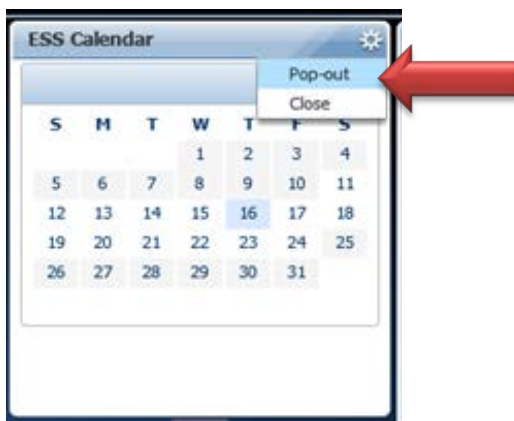 ESS Calendar
Pop-out
Close
S M T W T F S
1 2 3 4
5 6 7 8 9 10 11
12 13 14 15 16 17 18
19 20 21 22 23 24 25
26 27 28 29 30 31